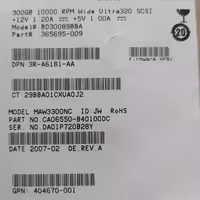 300GB 10000 RPM Wide Ultra320 SCSI
+12V 1.20A +5V 1.00A
Model# BD30089BBA
Part# 365695-009
DPN 3R-A6181-AA
Firmware:HPB1
CT 29BBA01CXUA0J2
MODEL MAW3300NC ID JW RoHS
PART NO. CA06550-B40100DC
SERI. NO. DA01P720B28Y
DATE 2007-02 DE REV.A
GPN: 404670-001